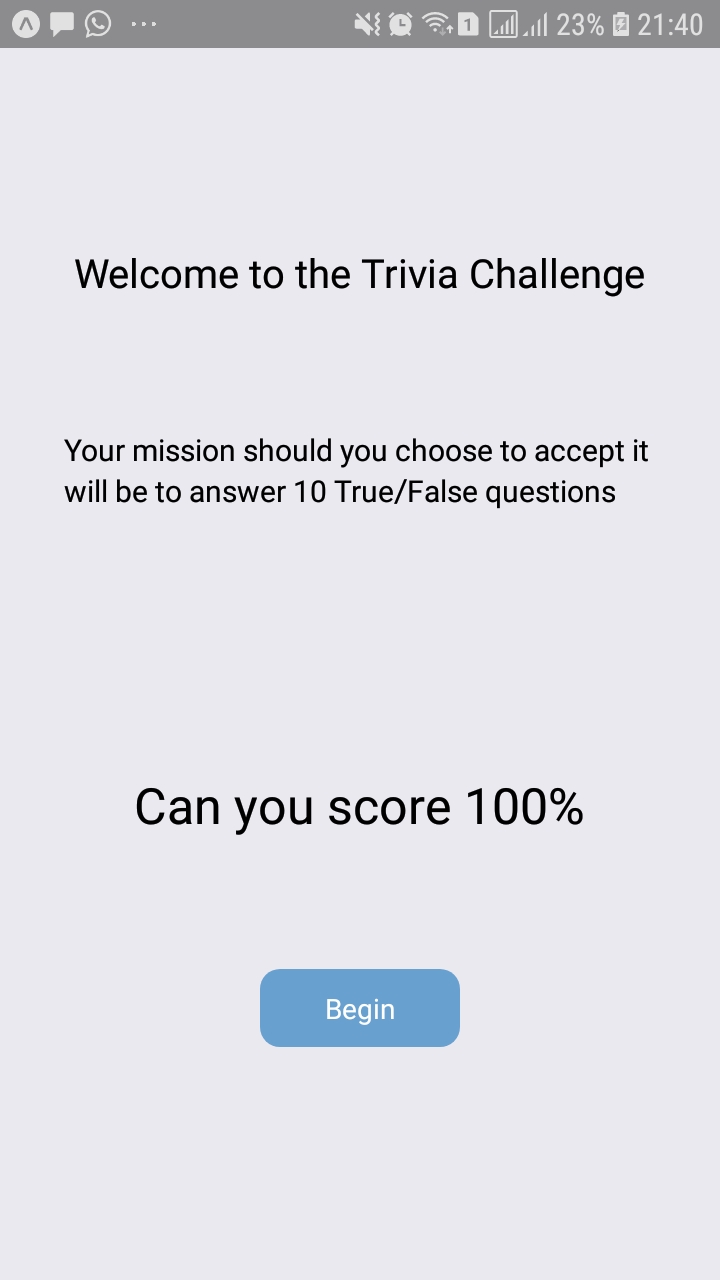 1 23% 21:40
Welcome to the Trivia Challenge
Your mission should you choose to accept it
will be to answer 10 True/False questions
Can you score 100%
Begin